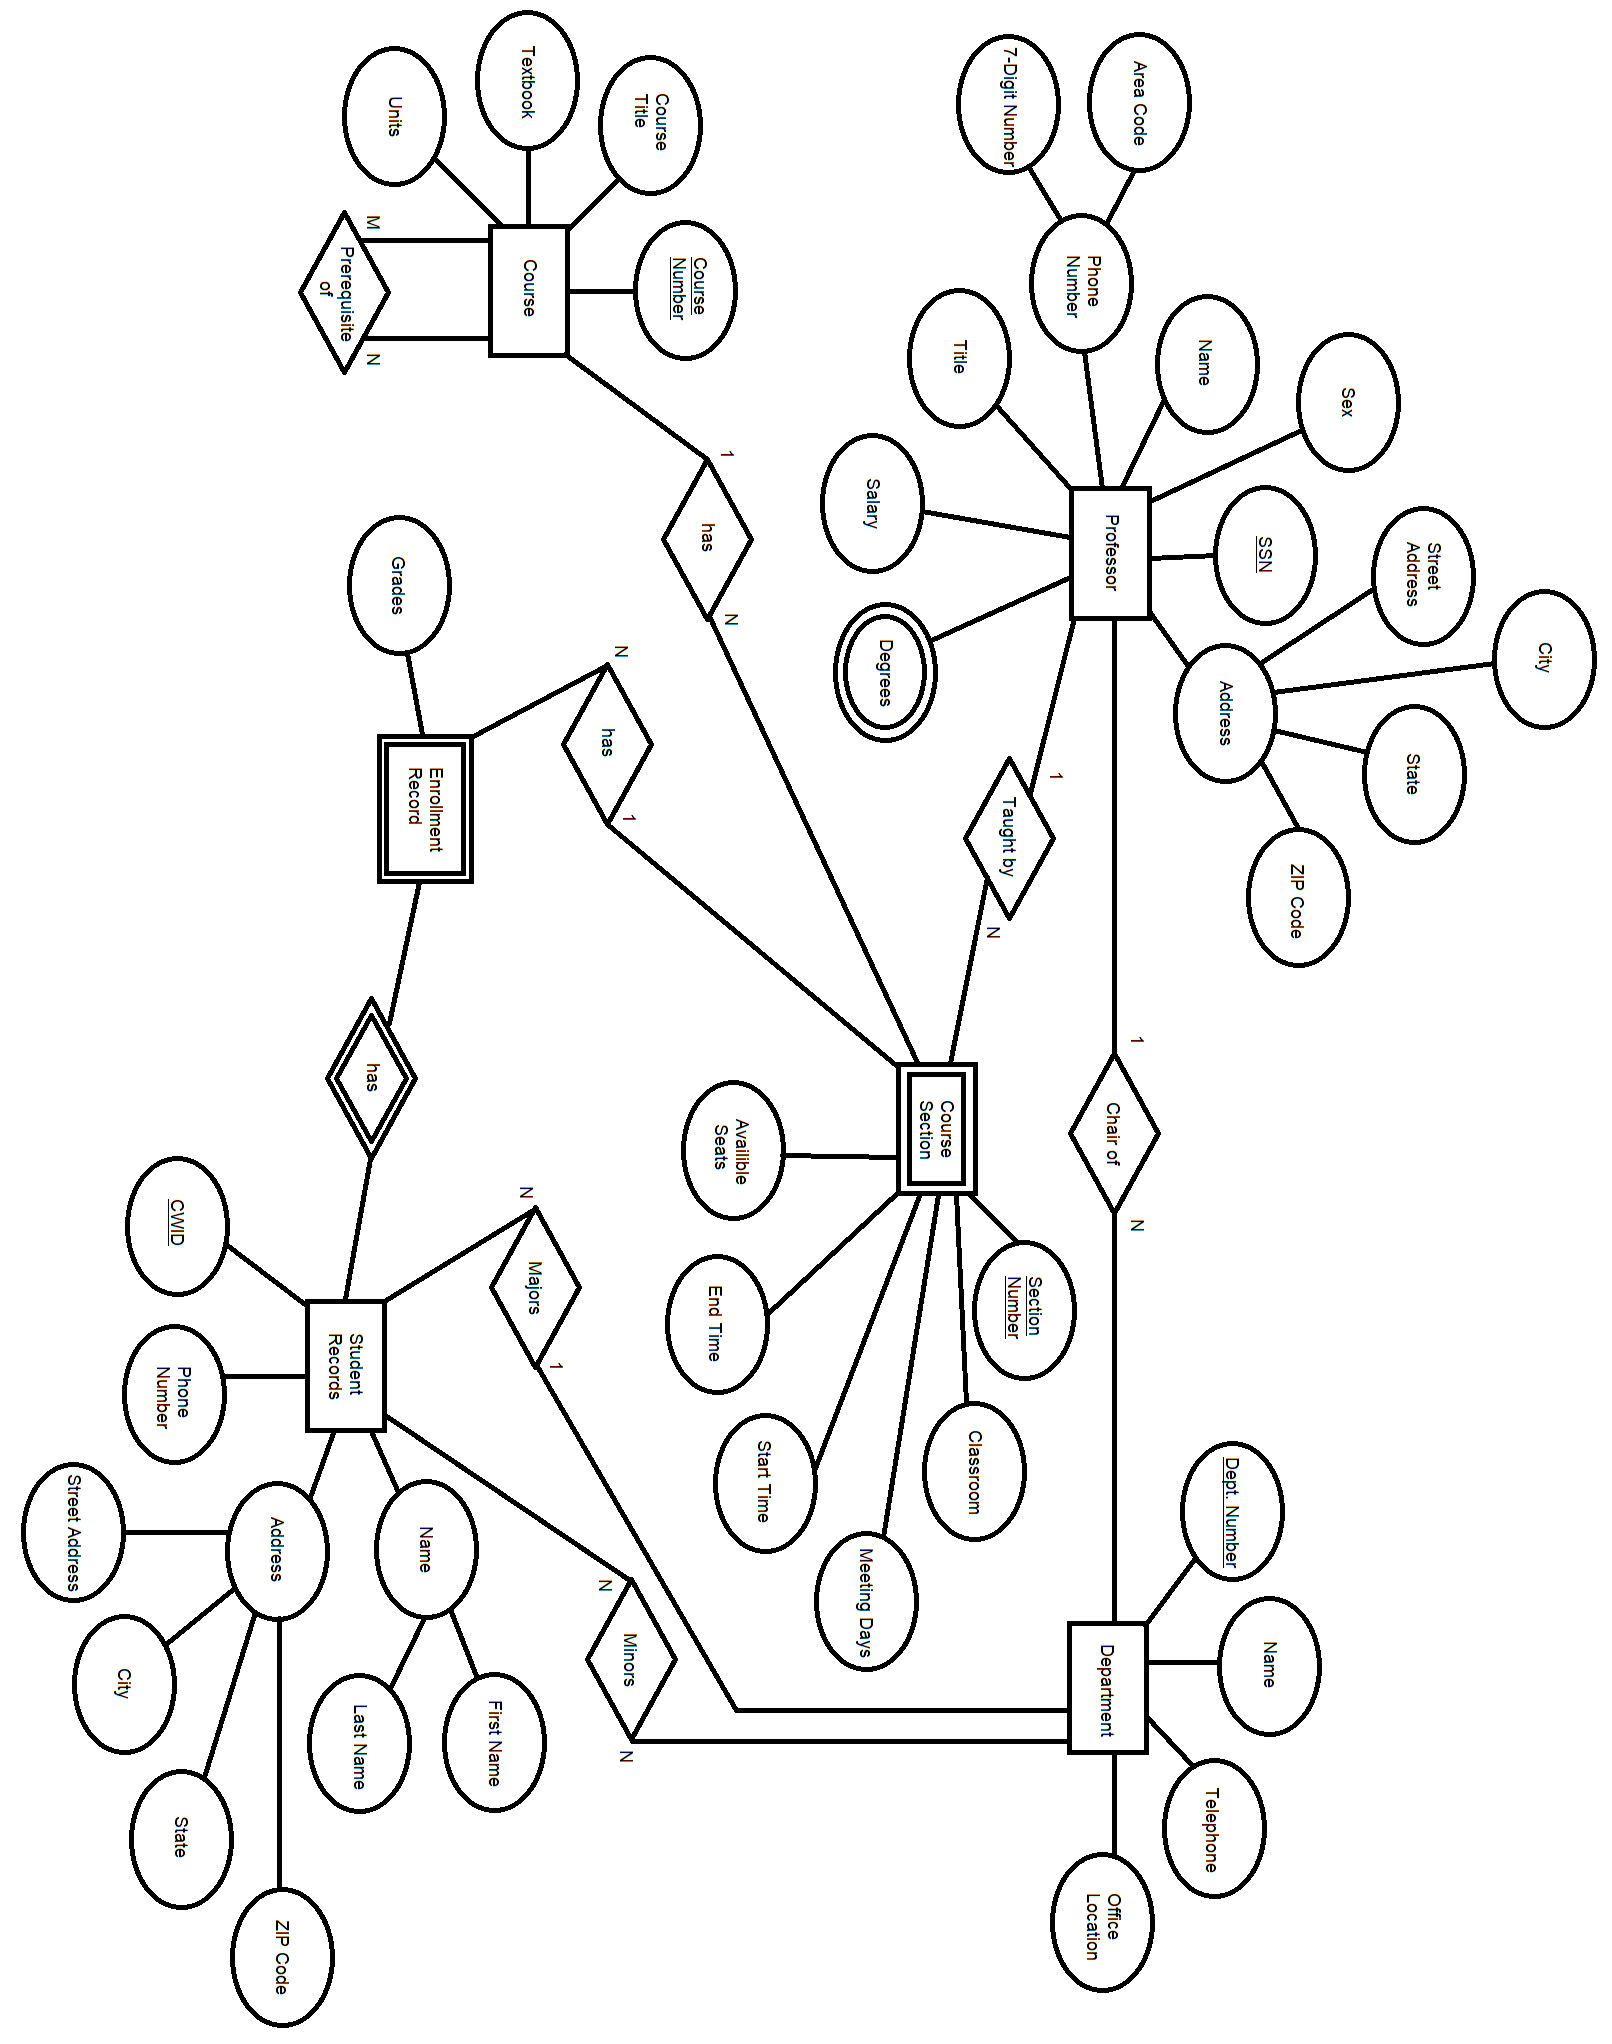 Sex
City
Street
Address
State
ZIP Code
SSN
Address
Name
Area Code
7-Digit Number
Phone
Number
Title
Salary
Degrees
Professor
1
Taught by
N
1
Chair of
N
Dept. Number
Name
Telephone
Office
Location
Department
Course
Title
Textbook
Units
Course
Number
Course
M
Prerequisite
of
N
1
has
N
Course
Section
Section
Number
Classroom
Meeting Days
Start Time
End Time
Availible
Seats
N
has
1
Grades
Enrollment
Record
has
N
Majors
1
N
Minors
N
Student
Records
CWID
Phone
Number
Name
First Name
Last Name
Address
Street Address
City
State
ZIP Code